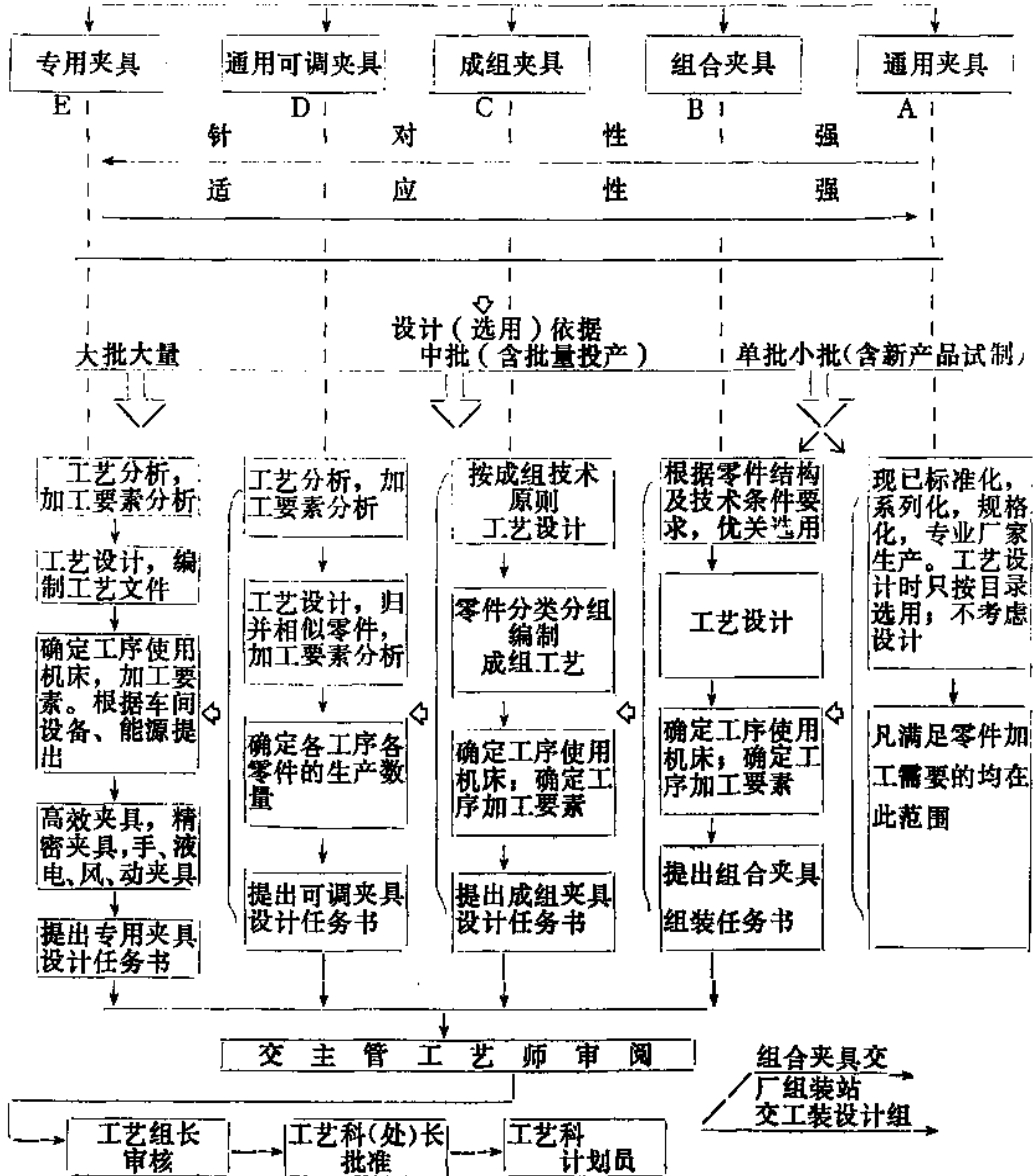 专用夹具
通用可调夹具
成组夹具
组合夹具
通用夹具
E
D
C
B
A
针 对 性 强
适 应 性 强
设计(选用)依据
大批大量
中批(含批量投产)
单批小批(含新产品试制)
工艺分析,
加工要素分析
工艺设计, 编
制工艺文件
确定工序使用
机床, 加工要
素。根据车间
设备、能源提
出
高效夹具, 精
密夹具,手、液
电、风、动夹具
提出专用夹具
设计任务书
工艺分析, 加
工要素分析
工艺设计, 归
并相似零件,
加工要素分析
确定各工序各
零件的生产数
量
提出可调夹具
设计任务书
按成组技术
原则
工艺设计
零件分类分组
编制
成组工艺
确定工序使用
机床; 确定工
序加工要素
提出成组夹具
设计任务书
根据零件结构
及技术条件要
求, 优关选用
工艺设计
确定工序使用
机床; 确定工
序加工要素
提出组合夹具
组装任务书
现已标准化,
系列化, 规格
化, 专业厂家
生产。工艺设
计时只按目录
选用; 不考虑
设计
凡满足零件加
工需要的均在
此范围
交 主 管 工 艺 师 审 阅
工艺组长
审核
工艺科(处)长
批准
工艺科
计划员
组合夹具交
厂组装站
交工装设计组